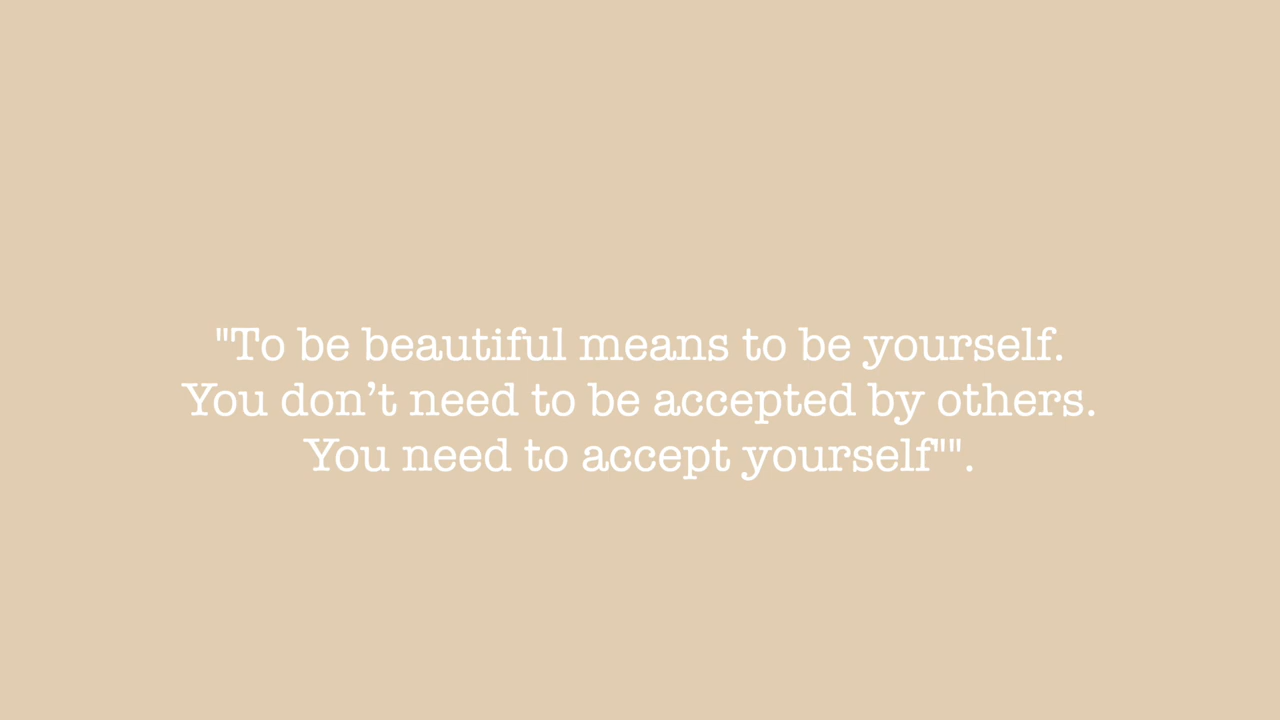 "To be beautiful means to be yourself.
You don’t need to be accepted by others.
You need to accept yourself"".